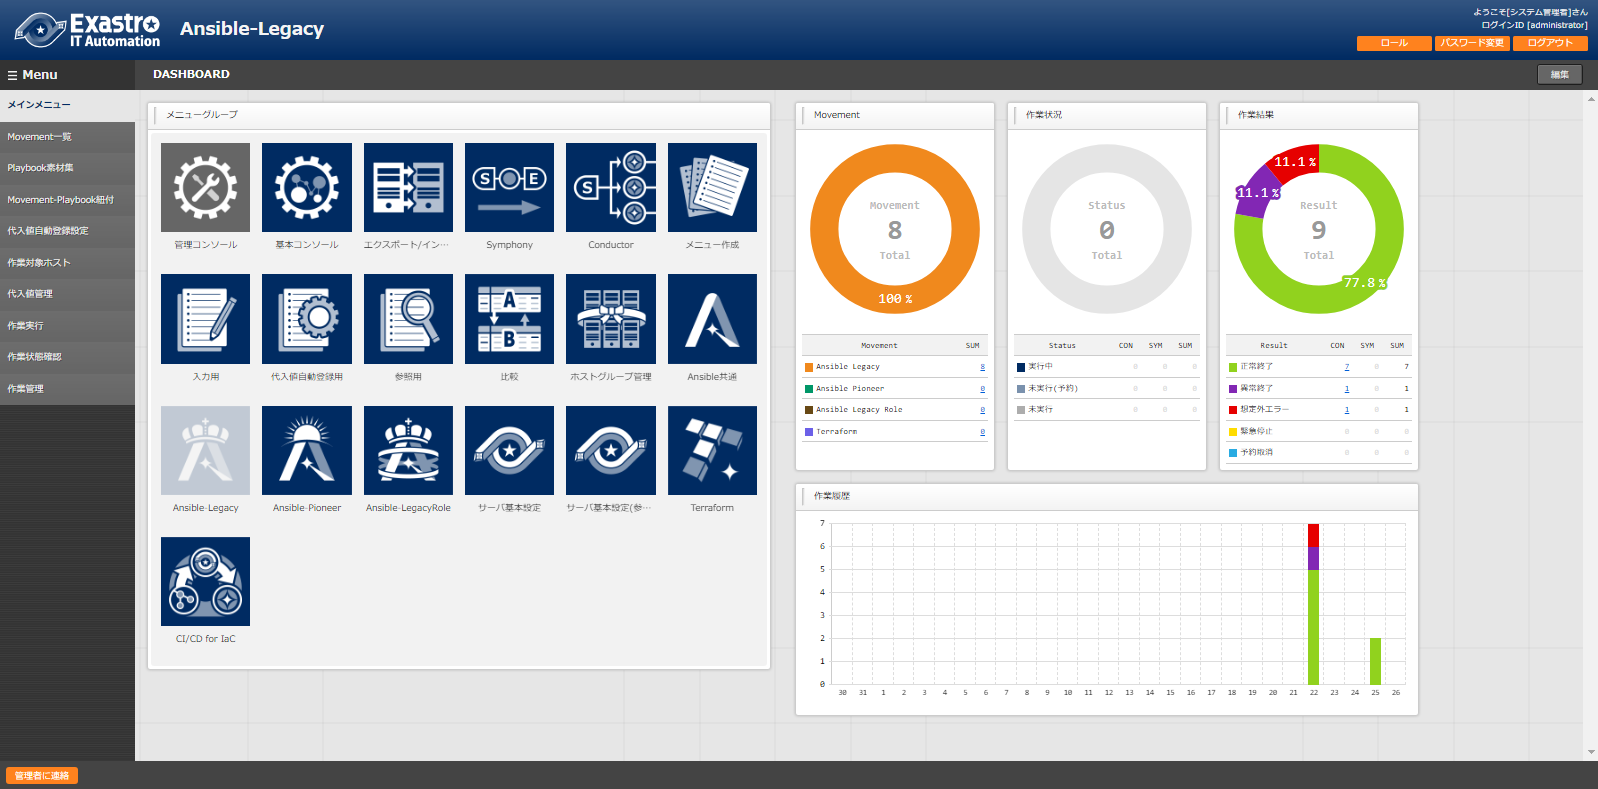 Exastro
IT Automation
Ansible-Legacy
ようこそ[システム管理者]さん
ログインID [administrator]
ロール
パスワード変更
ログアウト
Menu
DASHBOARD
編集
メインメニュー
Movement一覧
Playbook素材集
Movement-Playbook紐付
代入値自動登録設定
作業対象ホスト
代入値管理
作業実行
作業状態確認
作業管理
メニューグループ
管理コンソール
基本コンソール
エクスポート/イン…
S E
Symphony
S
Conductor
メニュー作成
入力用
代入値自動登録用
参照用
A
B
比較
ホストグループ管理
Ansible共通
Ansible-Legacy
Ansible-Pioneer
Ansible-LegacyRole
サーバ基本設定
サーバ基本設定(参…
Terraform
CI/CD for IaC
Movement
Movement
8
Total
100 %
Movement SUM
Ansible Legacy 8
Ansible Pioneer 0
Ansible Legacy Role 0
Terraform 0
作業状況
Status
0
Total
Status CON SYM SUM
実行中 0 0 0
未実行(予約) 0 0 0
未実行 0 0 0
作業結果
11.1 %
11.1 %
Result
9
Total
77.8 %
Result CON SYM SUM
正常終了 7 0 7
異常終了 1 0 1
想定外エラー 1 0 1
緊急停止 0 0 0
予約取消 0 0 0
作業履歴
7
6
5
4
3
2
1
0
30 31 1 2 3 4 5 6 7 8 9 10 11 12 13 14 15 16 17 18 19 20 21 22 23 24 25 26
管理者に連絡